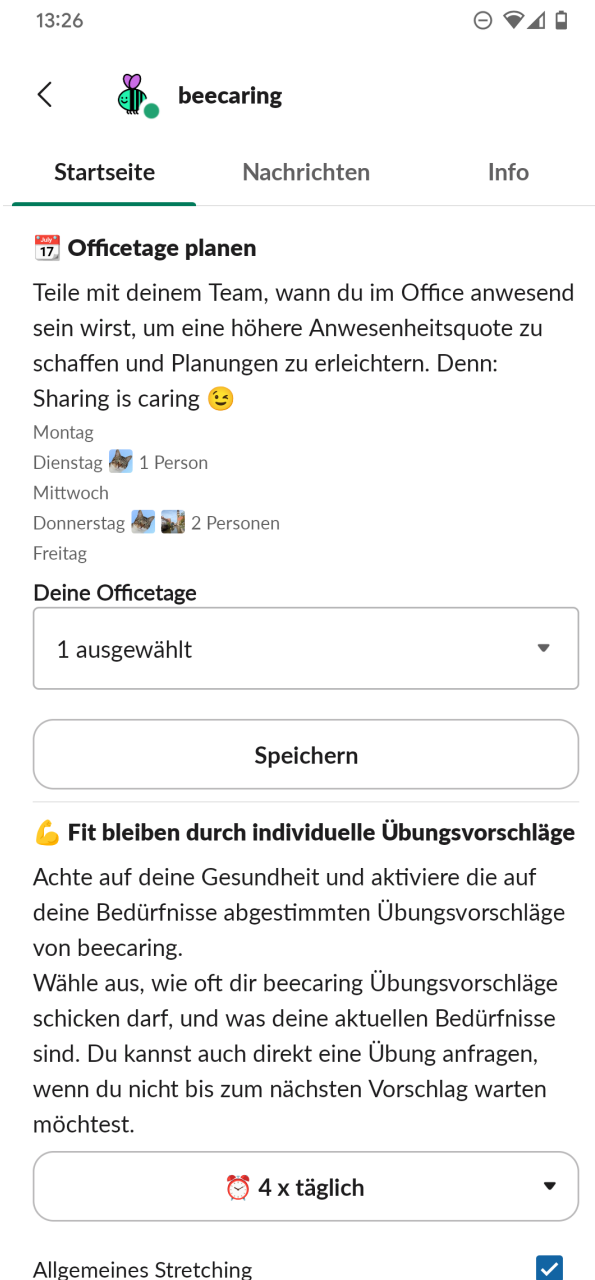 13:26
beecaring
Startseite Nachrichten Info
July 17 Officetage planen
Teile mit deinem Team, wann du im Office anwesend
sein wirst, um eine höhere Anwesenheitsquote zu
schaffen und Planungen zu erleichtern. Denn:
Sharing is caring 😉
Montag
Dienstag 1 Person
Mittwoch
Donnerstag 2 Personen
Freitag
Deine Officetage
1 ausgewählt
Speichern
💪 Fit bleiben durch individuelle Übungsvorschläge
Achte auf deine Gesundheit und aktiviere die auf
deine Bedürfnisse abgestimmten Übungsvorschläge
von beecaring.
Wähle aus, wie oft dir beecaring Übungsvorschläge
schicken darf, und was deine aktuellen Bedürfnisse
sind. Du kannst auch direkt eine Übung anfragen,
wenn du nicht bis zum nächsten Vorschlag warten
möchtest.
⏰ 4 x täglich
Allgemeines Stretching